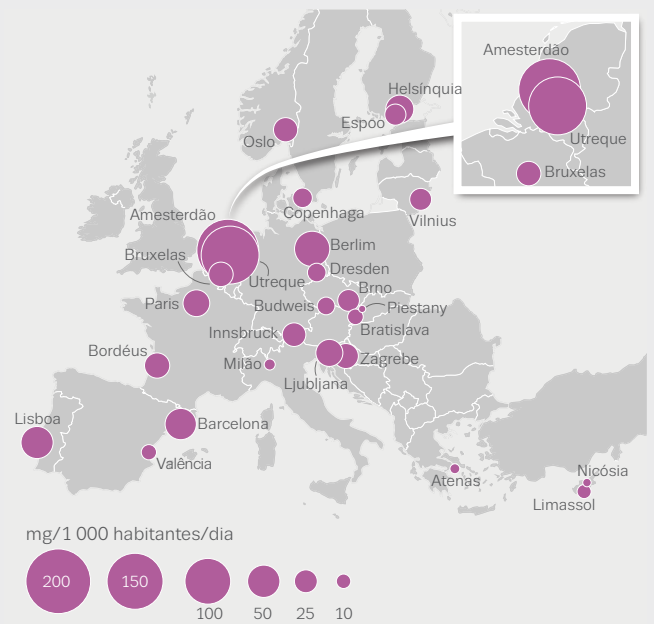 Amesterdão
Helsínquia
Espoo
Oslo
Utreque
Bruxelas
Amesterdão
Copenhaga
Vilnius
Bruxelas
Berlim
Dresden
Utreque
Brno
Paris
Budweis
Piestany
Bratislava
Innsbruck
Bordéus
Milão
Zagrebe
Ljubljana
Lisboa
Barcelona
Valência
Atenas
Nicósia
Limassol
mg/1 000 habitantes/dia
200
150
100
50
25
10